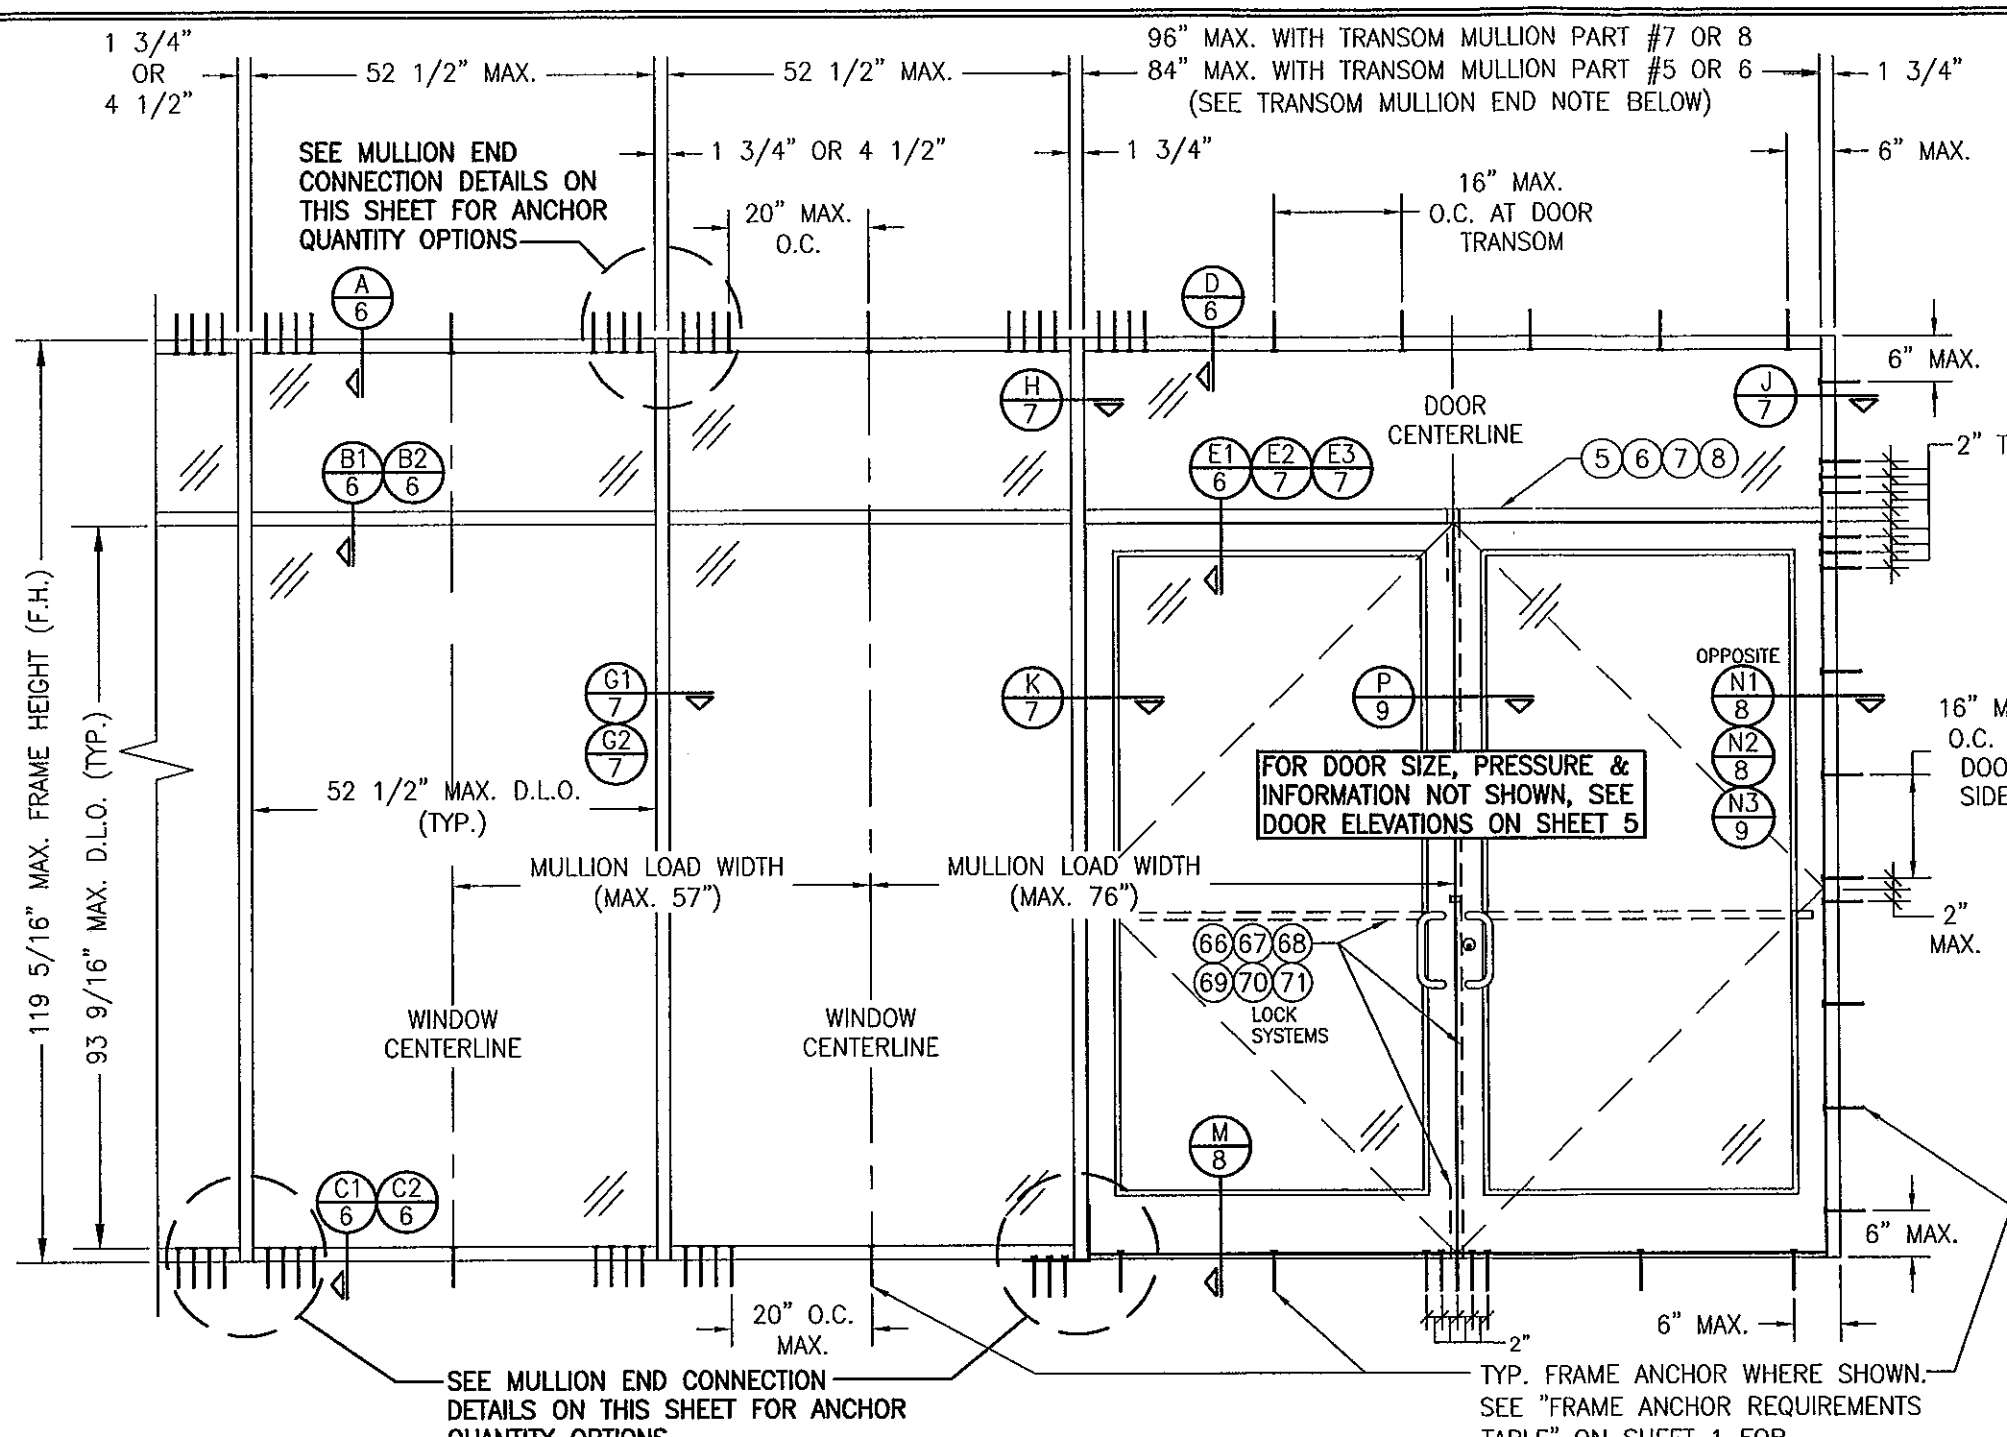 1 3/4"
OR
4 1/2"
52 1/2" MAX.
52 1/2" MAX.
96" MAX. WITH TRANSOM MULLION PART #7 OR 8
84" MAX. WITH TRANSOM MULLION PART #5 OR 6
(SEE TRANSOM MULLION END NOTE BELOW)
1 3/4"
SEE MULLION END
CONNECTION DETAILS ON
THIS SHEET FOR ANCHOR
QUANTITY OPTIONS
1 3/4" OR 4 1/2"
1 3/4"
6" MAX.
20" MAX.
O.C.
16" MAX.
O.C. AT DOOR
TRANSOM
A
6
D
6
6" MAX.
H
7
J
7
DOOR
CENTERLINE
B1
6
B2
6
E1
6
E2
7
E3
7
5 6 7 8
2" T
119 5/16" MAX. FRAME HEIGHT (F.H.)
93 9/16" MAX. D.L.O. (TYP.)
G1
7
G2
7
K
7
P
9
OPPOSITE
N1
8
N2
8
N3
9
16" M
O.C.
DOO
SIDE
52 1/2" MAX. D.L.O.
(TYP.)
FOR DOOR SIZE, PRESSURE &
INFORMATION NOT SHOWN, SEE
DOOR ELEVATIONS ON SHEET 5
MULLION LOAD WIDTH
(MAX. 57")
MULLION LOAD WIDTH
(MAX. 76")
2"
MAX.
66 67 68
69 70 71
LOCK
SYSTEMS
WINDOW
CENTERLINE
WINDOW
CENTERLINE
M
8
C1
6
C2
6
6" MAX.
20" O.C.
MAX.
2"
6" MAX.
SEE MULLION END CONNECTION
DETAILS ON THIS SHEET FOR ANCHOR
QUANTITY OPTIONS
TYP. FRAME ANCHOR WHERE SHOWN.
SEE "FRAME ANCHOR REQUIREMENTS
TABLE" ON SHEET 1 FOR